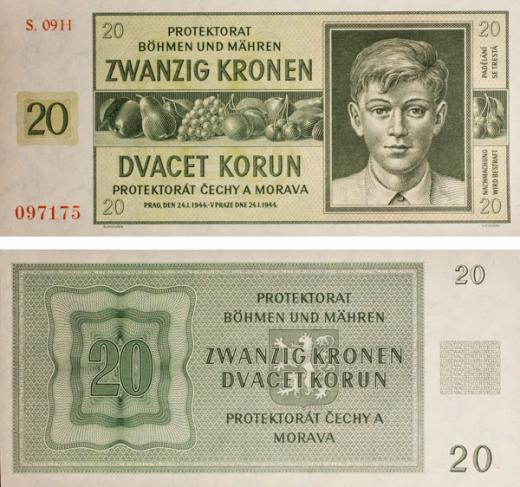 S. 09H
20
PROTEKTORAT
BÖHMEN UND MÄHREN
ZWANZIG KRONEN
20
PADĚLÁNÍ
SE TRESTÁ
20
DVACET KORUN
PROTEKTORÁT ČECHY A MORAVA
PRAG, DEN 24.I.1944.-V PRAZE DNE 24.I.1944.
097175
20
NACHMACHUNG
WIRD BESTRAFT
20
20
PROTEKTORAT
BÖHMEN UND MÄHREN
20
ZWANZIG KRONEN
DVACET KORUN
PROTEKTORÁT ČECHY A
MORAVA
20